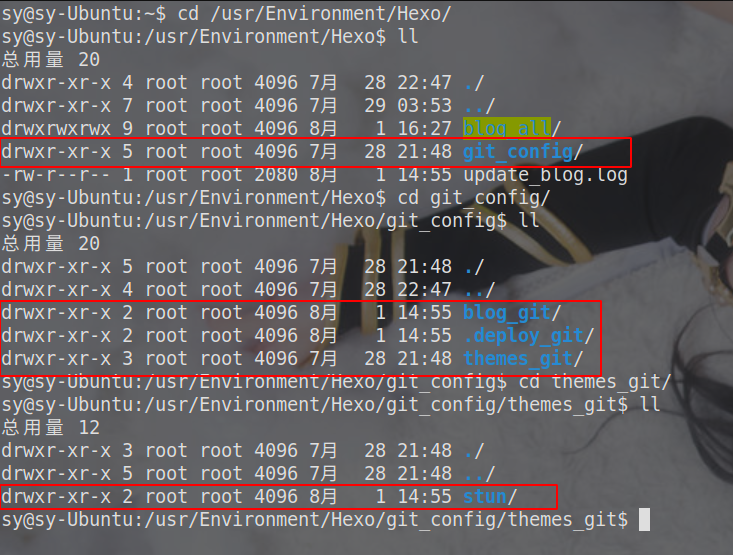 sy@sy-Ubuntu:~$ cd /usr/Environment/Hexo/
sy@sy-Ubuntu:/usr/Environment/Hexo$ ll
总用量 20
drwxr-xr-x 4 root root 4096 7月  28 22:47 ./
drwxr-xr-x 7 root root 4096 7月  29 03:53 ../
drwxrwxrwx 9 root root 4096 8月   1 16:27 blog_all/
drwxr-xr-x 5 root root 4096 7月  28 21:48 git_config/
-rw-r--r-- 1 root root 2080 8月   1 14:55 update_blog.log
sy@sy-Ubuntu:/usr/Environment/Hexo$ cd git_config/
sy@sy-Ubuntu:/usr/Environment/Hexo/git_config$ ll
总用量 20
drwxr-xr-x 5 root root 4096 7月  28 21:48 ./
drwxr-xr-x 4 root root 4096 7月  28 22:47 ../
drwxr-xr-x 2 root root 4096 8月   1 14:55 blog_git/
drwxr-xr-x 2 root root 4096 8月   1 14:55 .deploy_git/
drwxr-xr-x 3 root root 4096 7月  28 21:48 themes_git/
sy@sy-Ubuntu:/usr/Environment/Hexo/git_config$ cd themes_git/
sy@sy-Ubuntu:/usr/Environment/Hexo/git_config/themes_git$ ll
总用量 12
drwxr-xr-x 3 root root 4096 7月  28 21:48 ./
drwxr-xr-x 5 root root 4096 7月  28 21:48 ../
drwxr-xr-x 2 root root 4096 8月   1 14:55 stun/
sy@sy-Ubuntu:/usr/Environment/Hexo/git_config/themes_git$